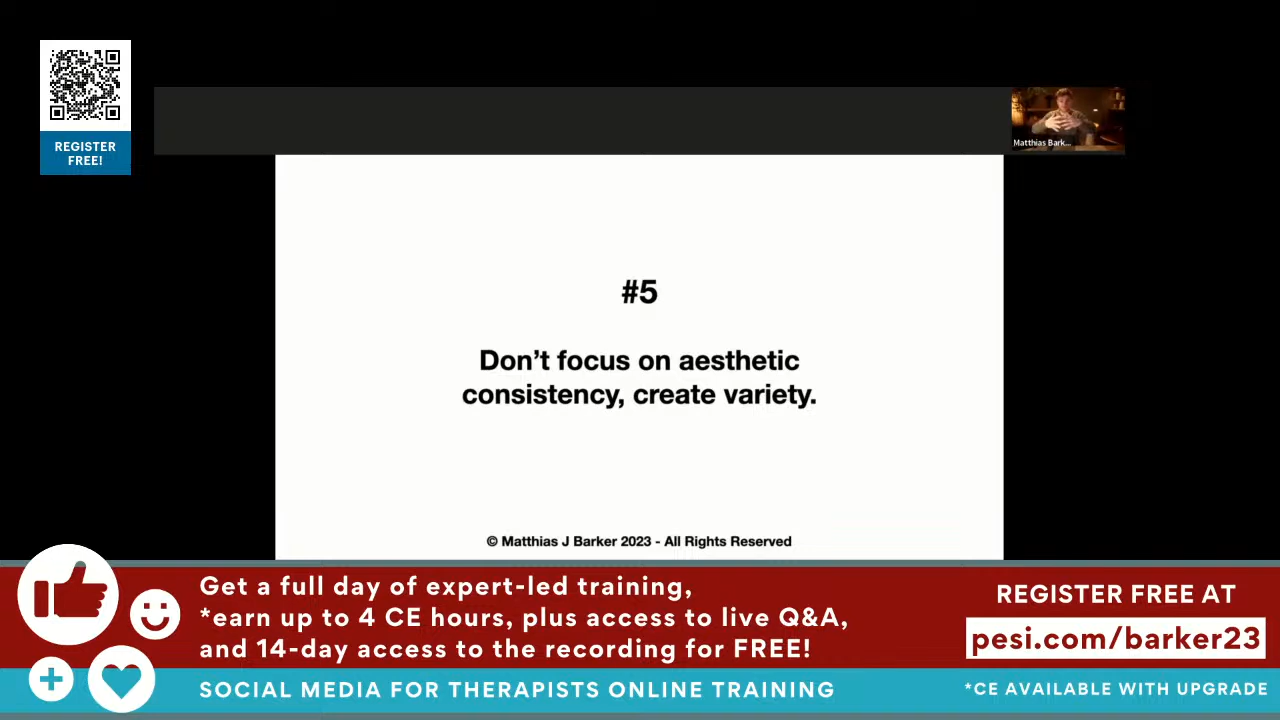 REGISTER
FREE!
Matthias Bark...
#5
Don’t focus on aesthetic
consistency, create variety.
© Matthias J Barker 2023 - All Rights Reserved
Get a full day of expert-led training,
*earn up to 4 CE hours, plus access to live Q&A,
and 14-day access to the recording for FREE!
REGISTER FREE AT
pesi.com/barker23
SOCIAL MEDIA FOR THERAPISTS ONLINE TRAINING
*CE AVAILABLE WITH UPGRADE